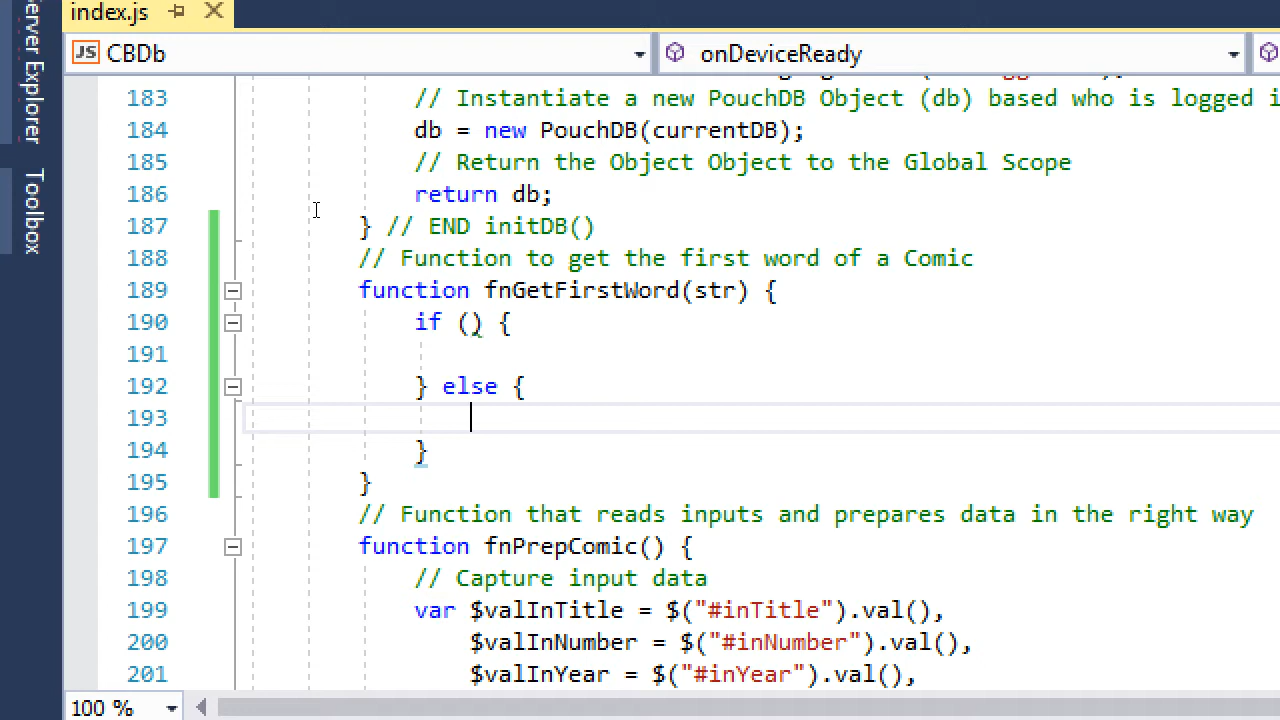 index.js
Server Explorer
Toolbox
JS CBDb
onDeviceReady
183
184
185
186
187
188
189
190
191
192
193
194
195
196
197
198
199
200
201
// Instantiate a new PouchDB Object (db) based who is logged i
db = new PouchDB(currentDB);
// Return the Object Object to the Global Scope
return db;
} // END initDB()
// Function to get the first word of a Comic
function fnGetFirstWord(str) {
if () {
} else {
}
}
// Function that reads inputs and prepares data in the right way
function fnPrepComic() {
// Capture input data
var $valInTitle = $("#inTitle").val(),
$valInNumber = $("#inNumber").val(),
$valInYear = $("#inYear").val(),
100 %